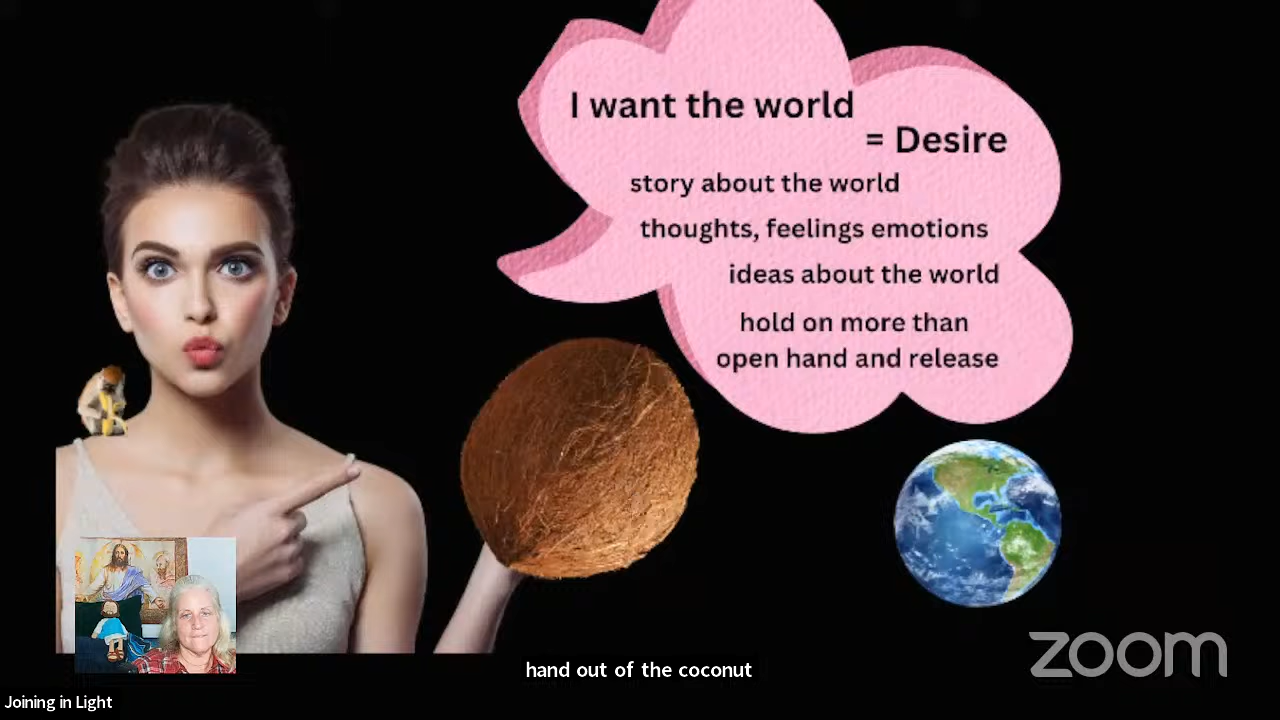 I want the world
= Desire
story about the world
thoughts, feelings emotions
ideas about the world
hold on more than
open hand and release
hand out of the coconut
zoom
Joining in Light